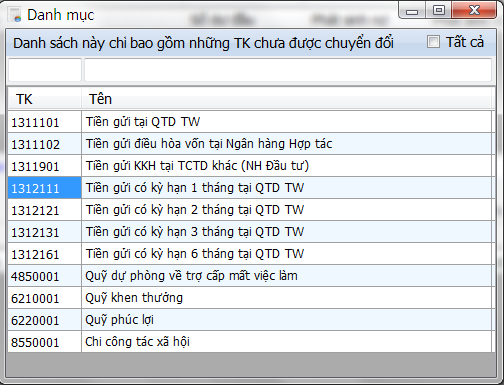 Danh mục
Danh sách này chỉ bao gồm những TK chưa được chuyển đổi
Tất cả
TK Tên
1311101 Tiền gửi tại QTD TW
1311102 Tiền gửi điều hòa vốn tại Ngân hàng Hợp tác
1311901 Tiền gửi KKH tại TCTD khác (NH Đầu tư)
1312111 Tiền gửi có kỳ hạn 1 tháng tại QTD TW
1312121 Tiền gửi có kỳ hạn 2 tháng tại QTD TW
1312131 Tiền gửi có kỳ hạn 3 tháng tại QTD TW
1312161 Tiền gửi có kỳ hạn 6 tháng tại QTD TW
4850001 Quỹ dự phòng về trợ cấp mất việc làm
6210001 Quỹ khen thưởng
6220001 Quỹ phúc lợi
8550001 Chi công tác xã hội